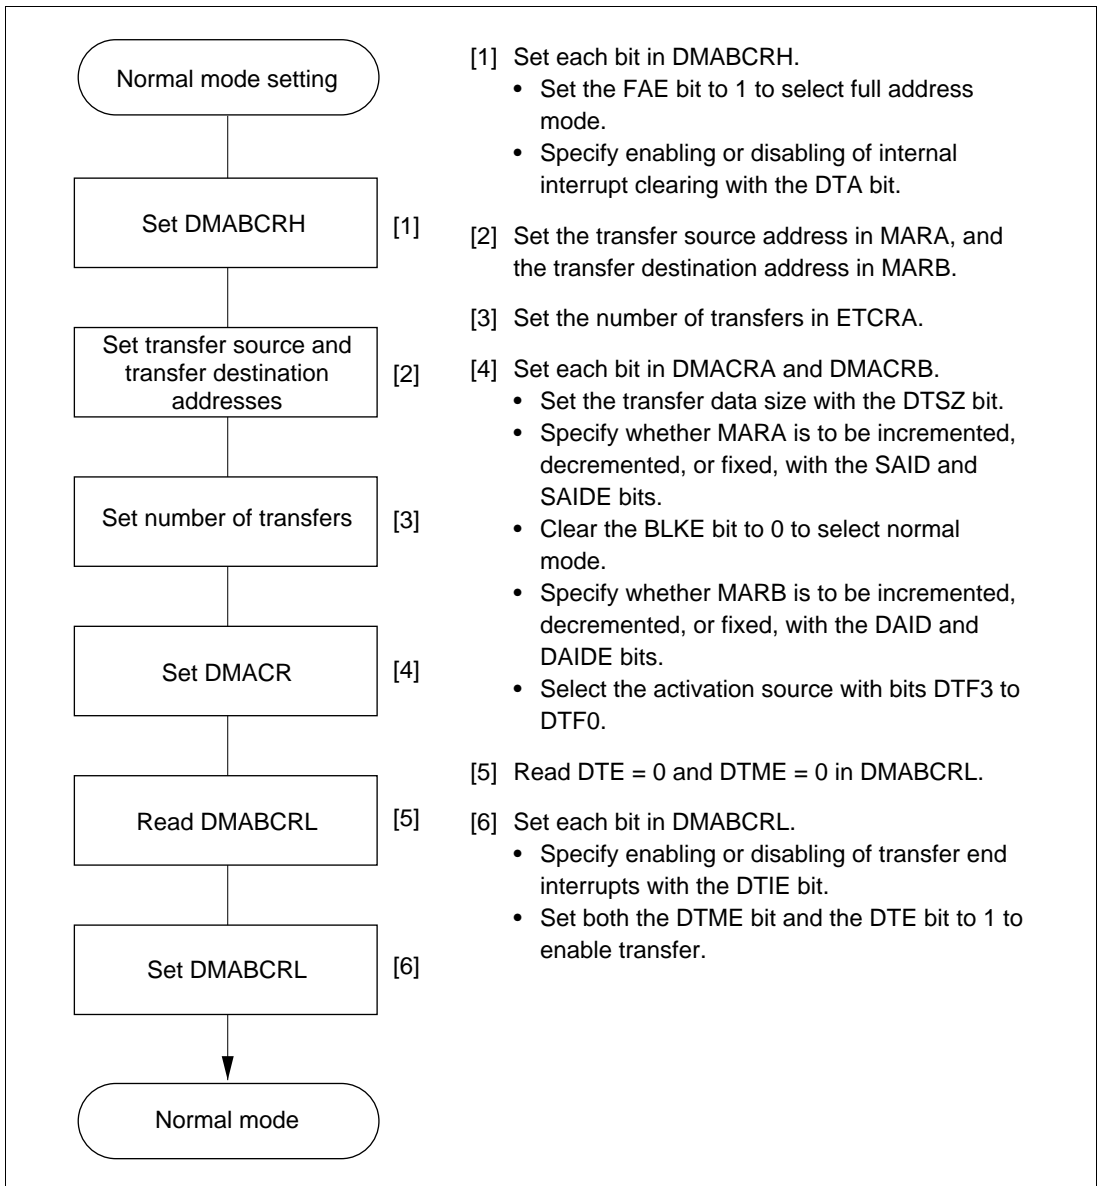 Normal mode setting
Set DMABCRH
[1]
Set transfer source and
transfer destination
addresses
[2]
Set number of transfers
[3]
Set DMACR
[4]
Read DMABCRL
[5]
Set DMABCRL
[6]
Normal mode
[1] Set each bit in DMABCRH.
• Set the FAE bit to 1 to select full address
mode.
• Specify enabling or disabling of internal
interrupt clearing with the DTA bit.
[2] Set the transfer source address in MARA, and
the transfer destination address in MARB.
[3] Set the number of transfers in ETCRA.
[4] Set each bit in DMACRA and DMACRB.
• Set the transfer data size with the DTSZ bit.
• Specify whether MARA is to be incremented,
decremented, or fixed, with the SAID and
SAIDE bits.
• Clear the BLKE bit to 0 to select normal
mode.
• Specify whether MARB is to be incremented,
decremented, or fixed, with the DAID and
DAIDE bits.
• Select the activation source with bits DTF3 to
DTF0.
[5] Read DTE = 0 and DTME = 0 in DMABCRL.
[6] Set each bit in DMABCRL.
• Specify enabling or disabling of transfer end
interrupts with the DTIE bit.
• Set both the DTME bit and the DTE bit to 1 to
enable transfer.